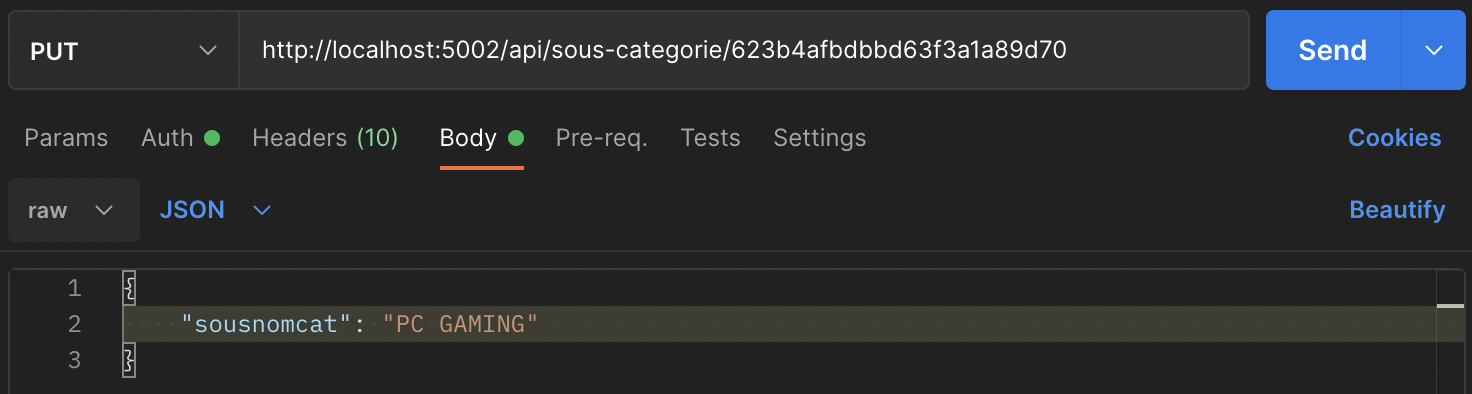 PUT http://localhost:5002/api/sous-categorie/623b4afbdbbd63f3a1a89d70 Send
Params Auth Headers (10) Body Pre-req. Tests Settings Cookies
raw JSON Beautify
1 {
2 "sousnomcat": "PC GAMING"
3 }